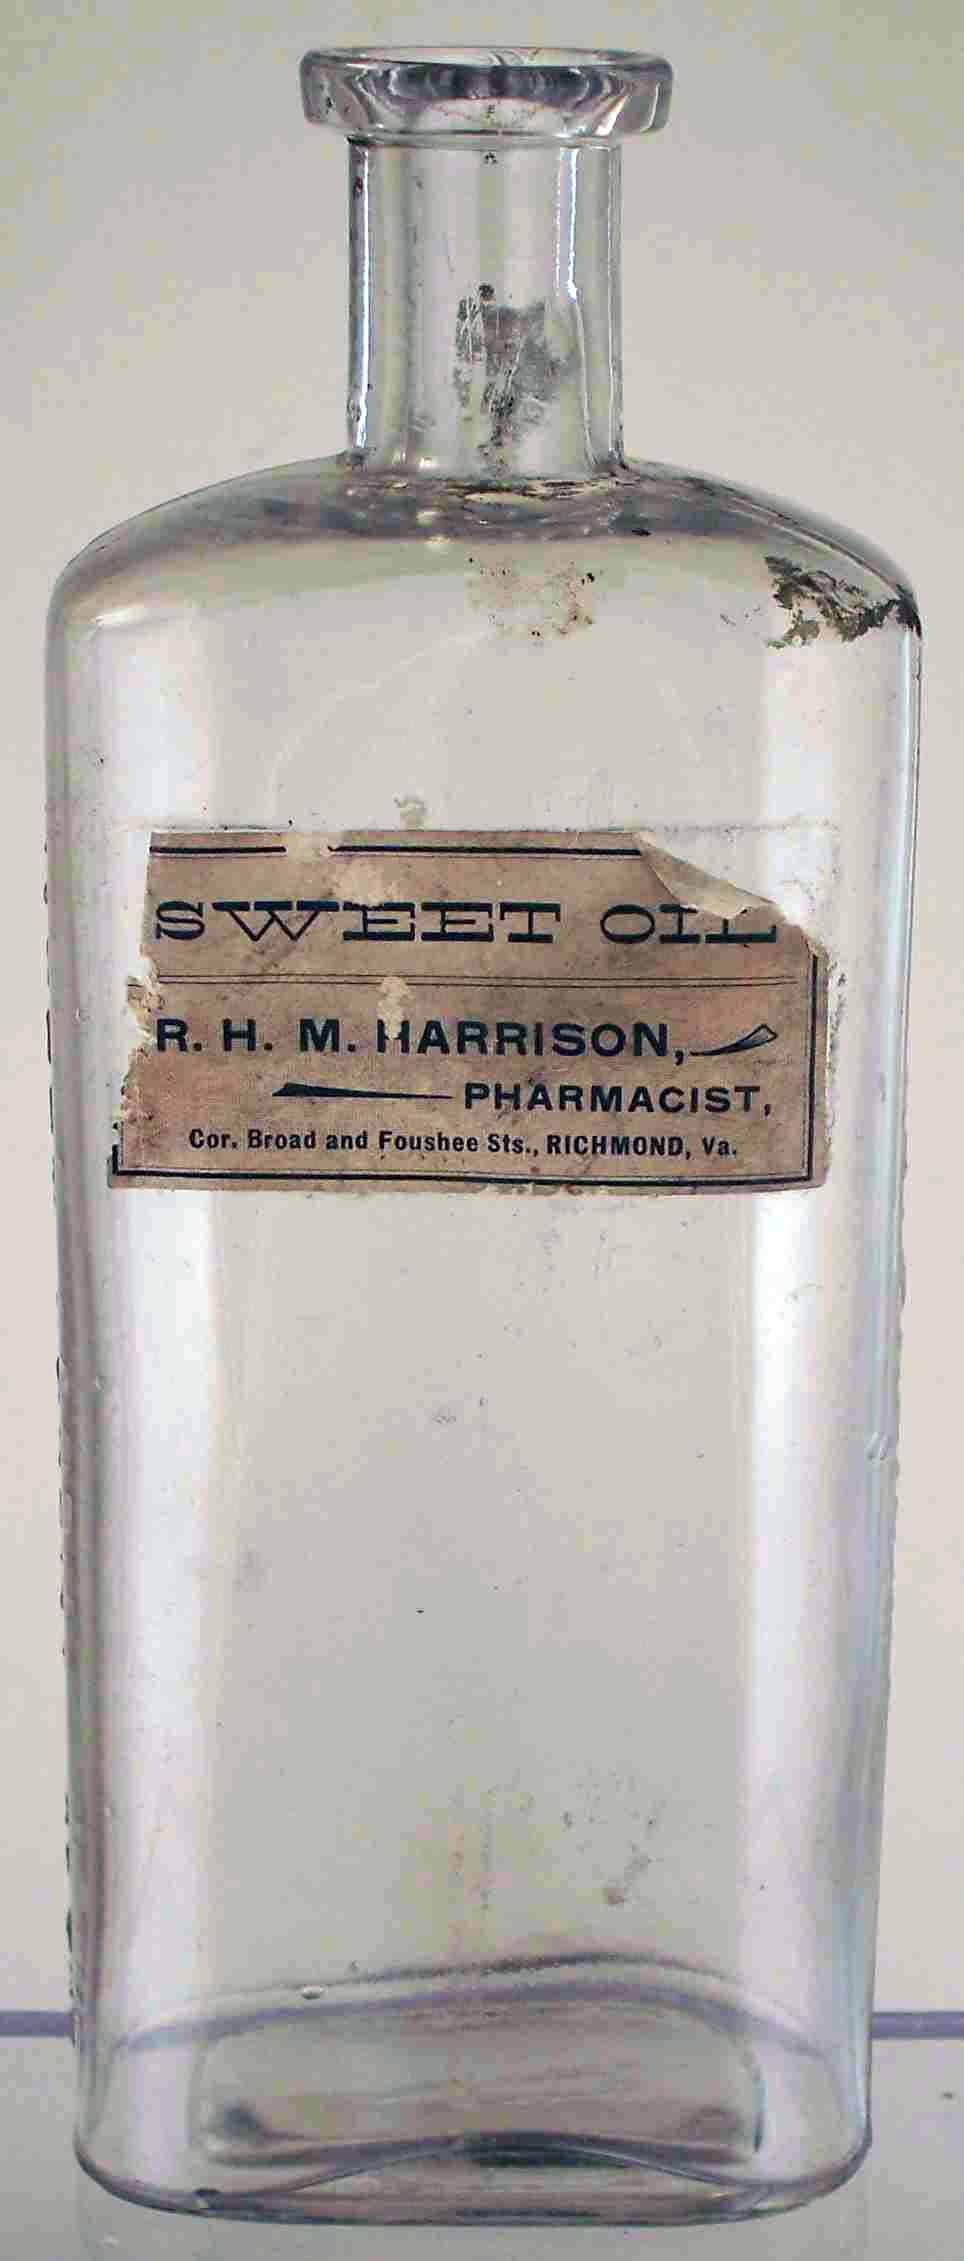 SWEET OIL
R. H. M. HARRISON,
PHARMACIST,
Cor. Broad and Foushee Sts., RICHMOND, Va.